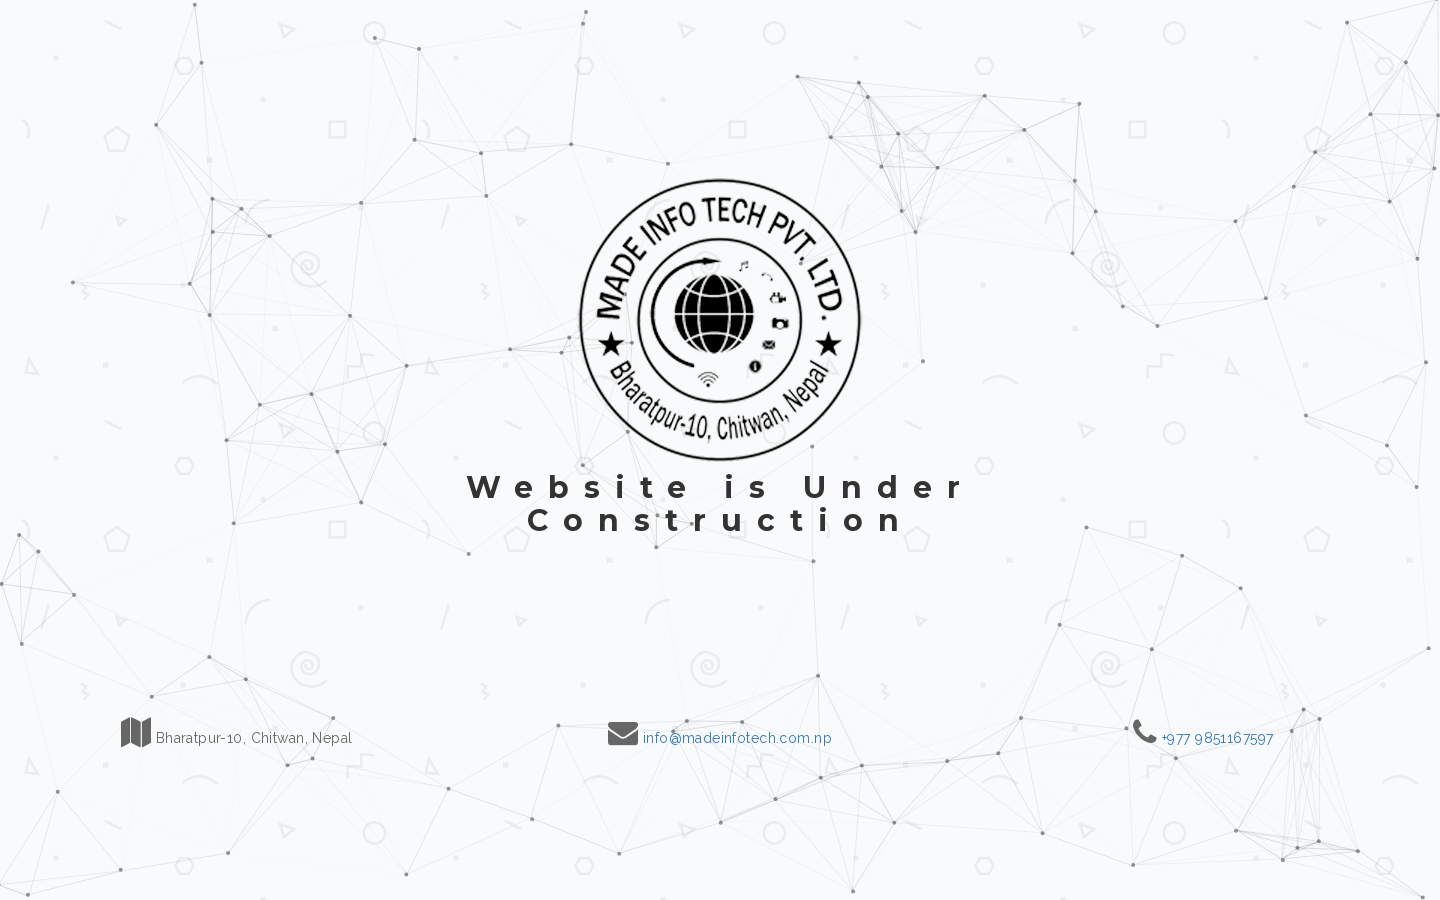 MADE INFO TECH PVT. LTD.
Bharatpur-10, Chitwan, Nepal
Website is Under
Construction
Bharatpur-10, Chitwan, Nepal
info@madeinfotech.com.np
+977 9851167597